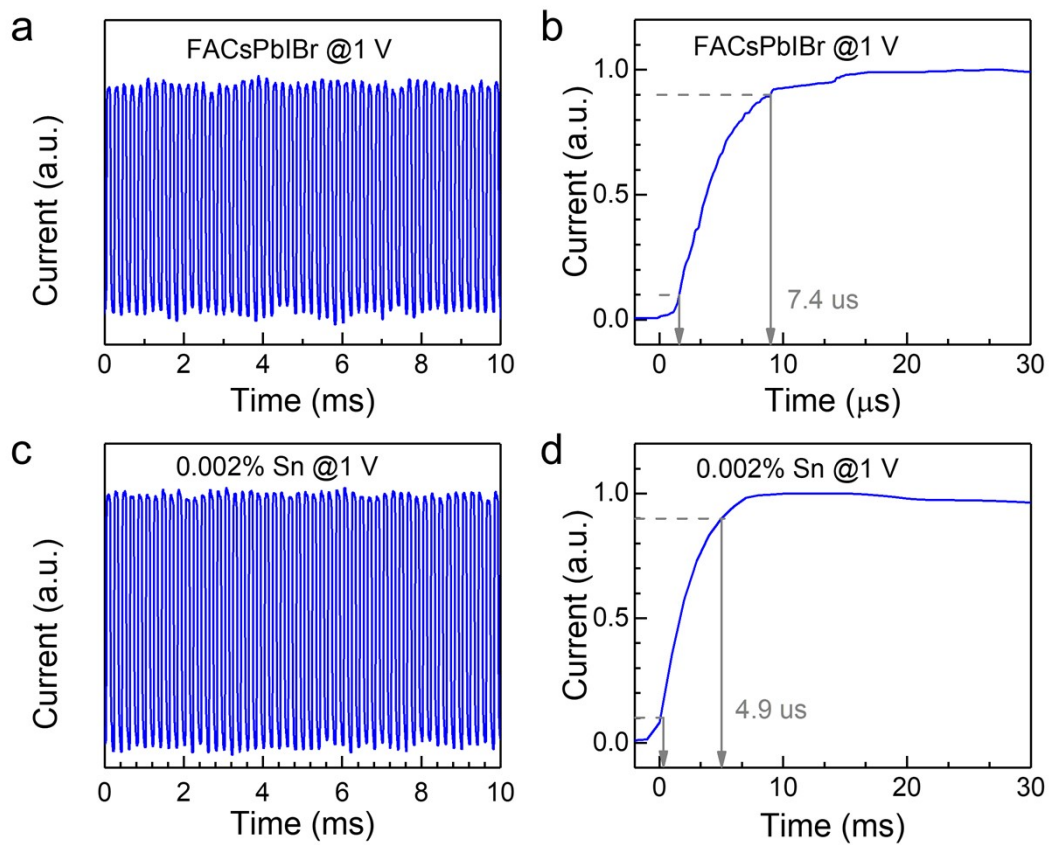 a
FACsPbIBr @1 V
Current (a.u.)
0 2 4 6 8 10
Time (ms)
b
FACsPbIBr @1 V
Current (a.u.)
1.0
0.5
0.0
7.4 us
0 10 20 30
Time (μs)
c
0.002% Sn @1 V
Current (a.u.)
0 2 4 6 8 10
Time (ms)
d
0.002% Sn @1 V
Current (a.u.)
1.0
0.5
0.0
4.9 us
0 10 20 30
Time (ms)